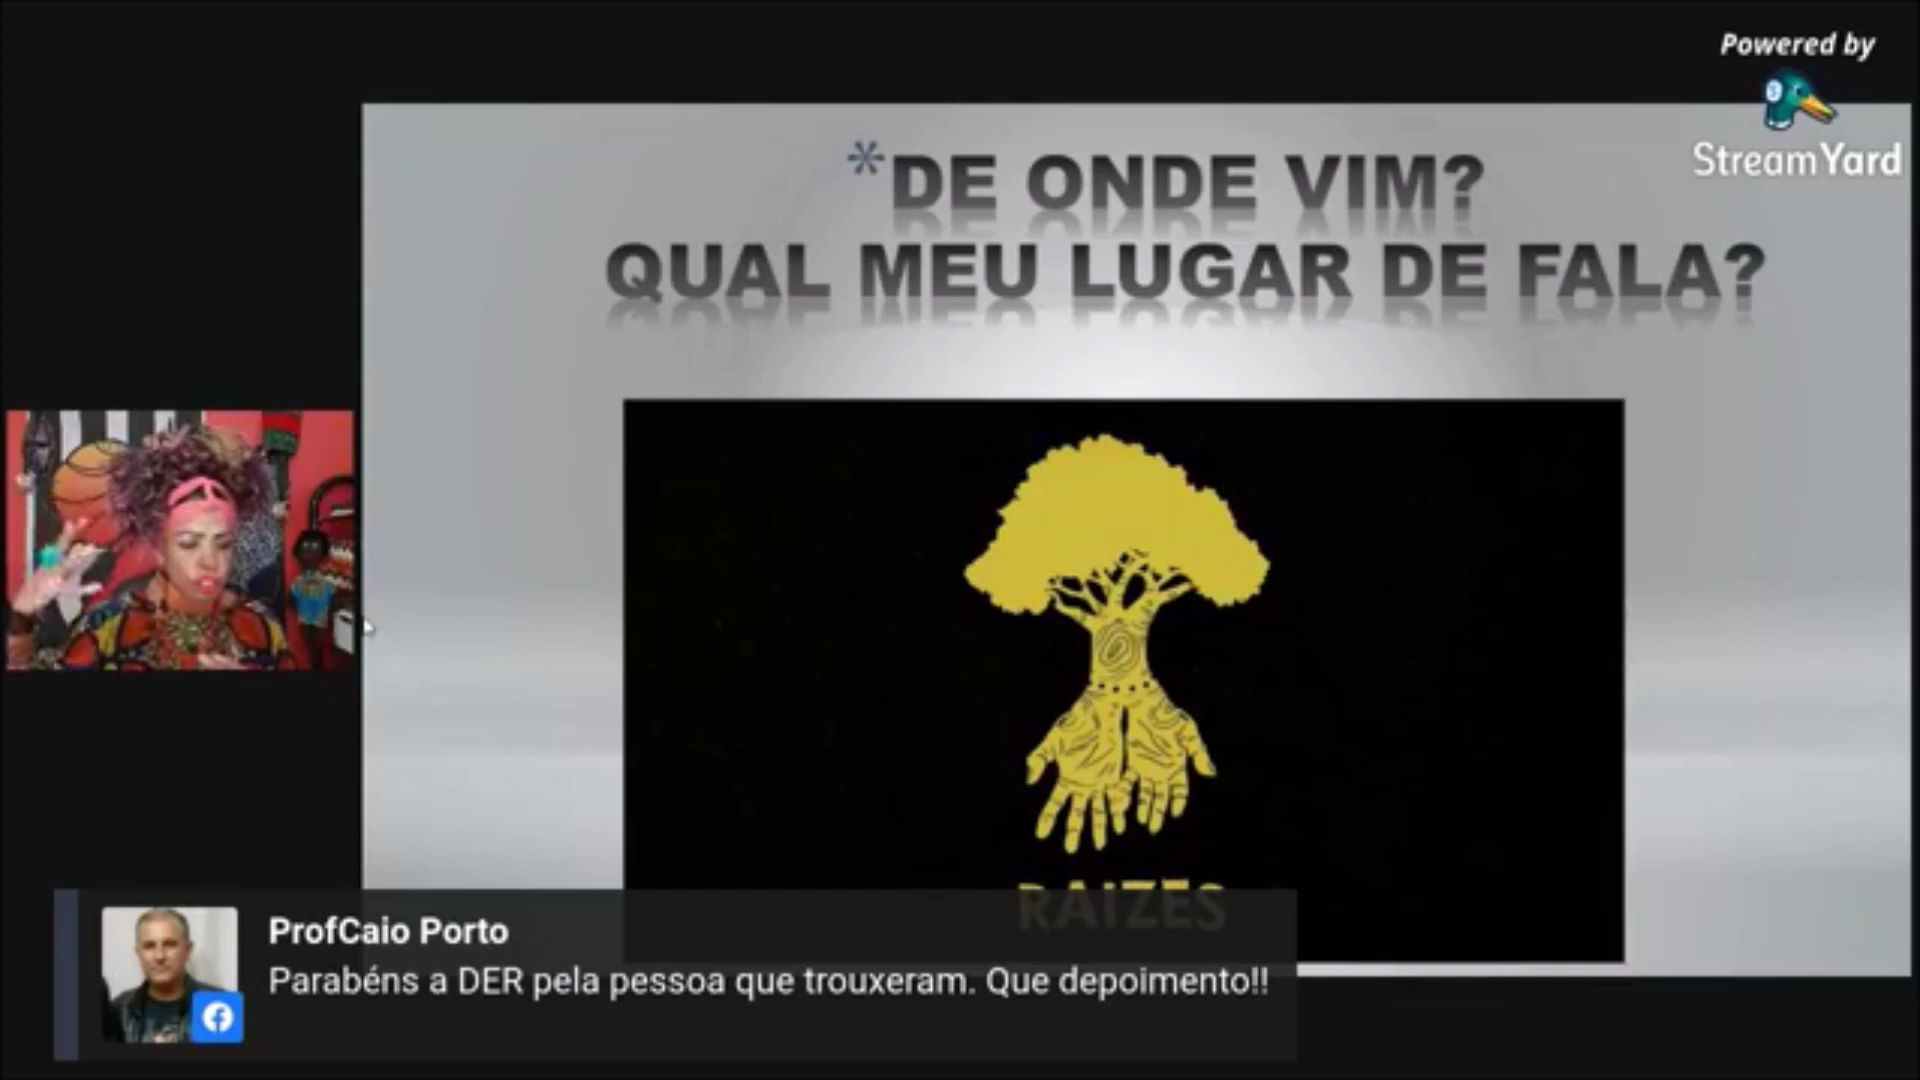 Powered by
StreamYard
*DE ONDE VIM?
QUAL MEU LUGAR DE FALA?
RAIZES
ProfCaio Porto
Parabéns a DER pela pessoa que trouxeram. Que depoimento!!